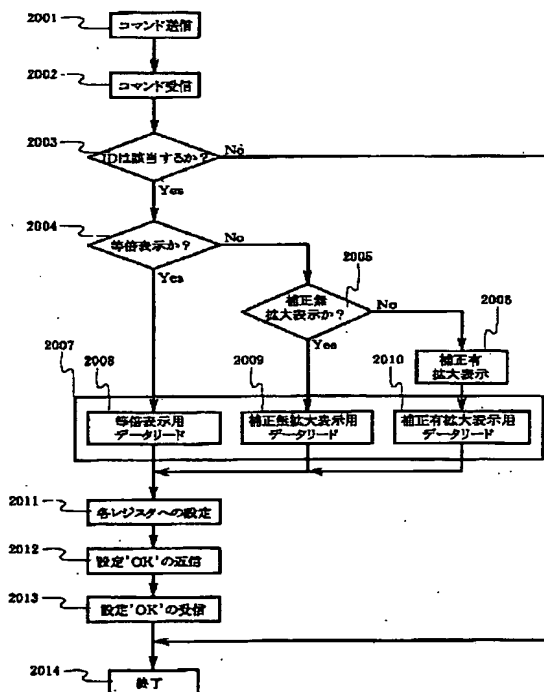 2001
コマンド送信
2002
コマンド受信
2003
IDは該当するか?
No
Yes
2004
等倍表示か?
No
Yes
2005
補正無
拡大表示か?
No
Yes
2005
補正有
拡大表示
2007
2008
2009
2010
等倍表示用
データリード
補正無拡大表示用
データリード
補正有拡大表示用
データリード
2011
各レジスタへの設定
2012
設定'OK'の返信
2013
設定'OK'の受信
2014
終了